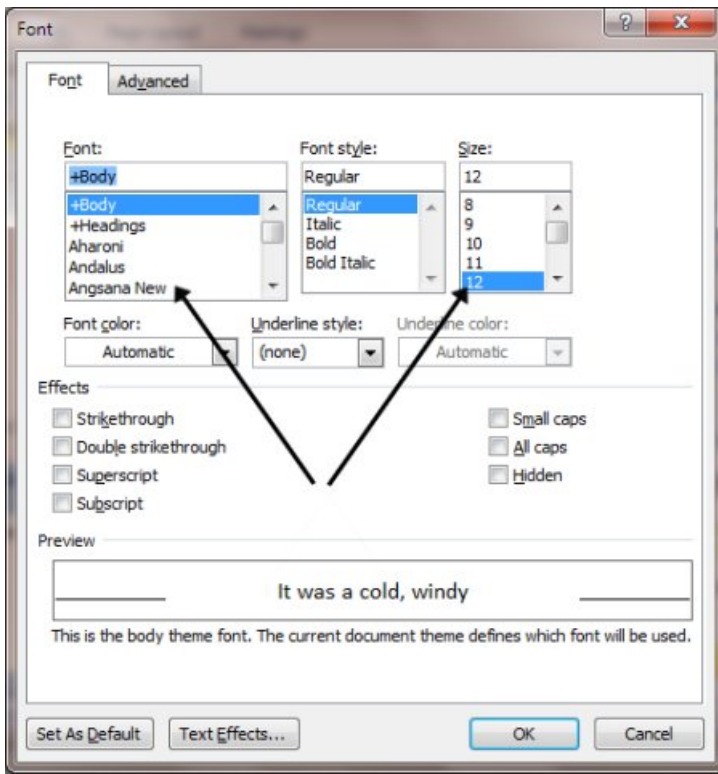 Font
Font Advanced
Font: Font style: Size:
+Body Regular 12
+Body Regular 8
+Headings Italic 9
Aharoni Bold 10
Andalus Bold Italic 11
Angsana New 12
Font color: Underline style: Underline color:
Automatic (none) Automatic
Effects
Strikethrough Small caps
Double strikethrough All caps
Superscript Hidden
Subscript
Preview
It was a cold, windy
This is the body theme font. The current document theme defines which font will be used.
Set As Default Text Effects... OK Cancel